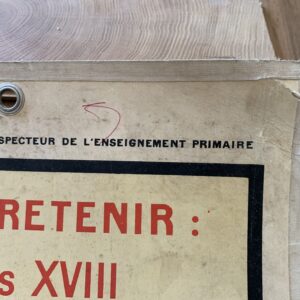 SPECTEUR DE L'ENSEIGNEMENT PRIMAIRE
RETENIR :
s XVIII